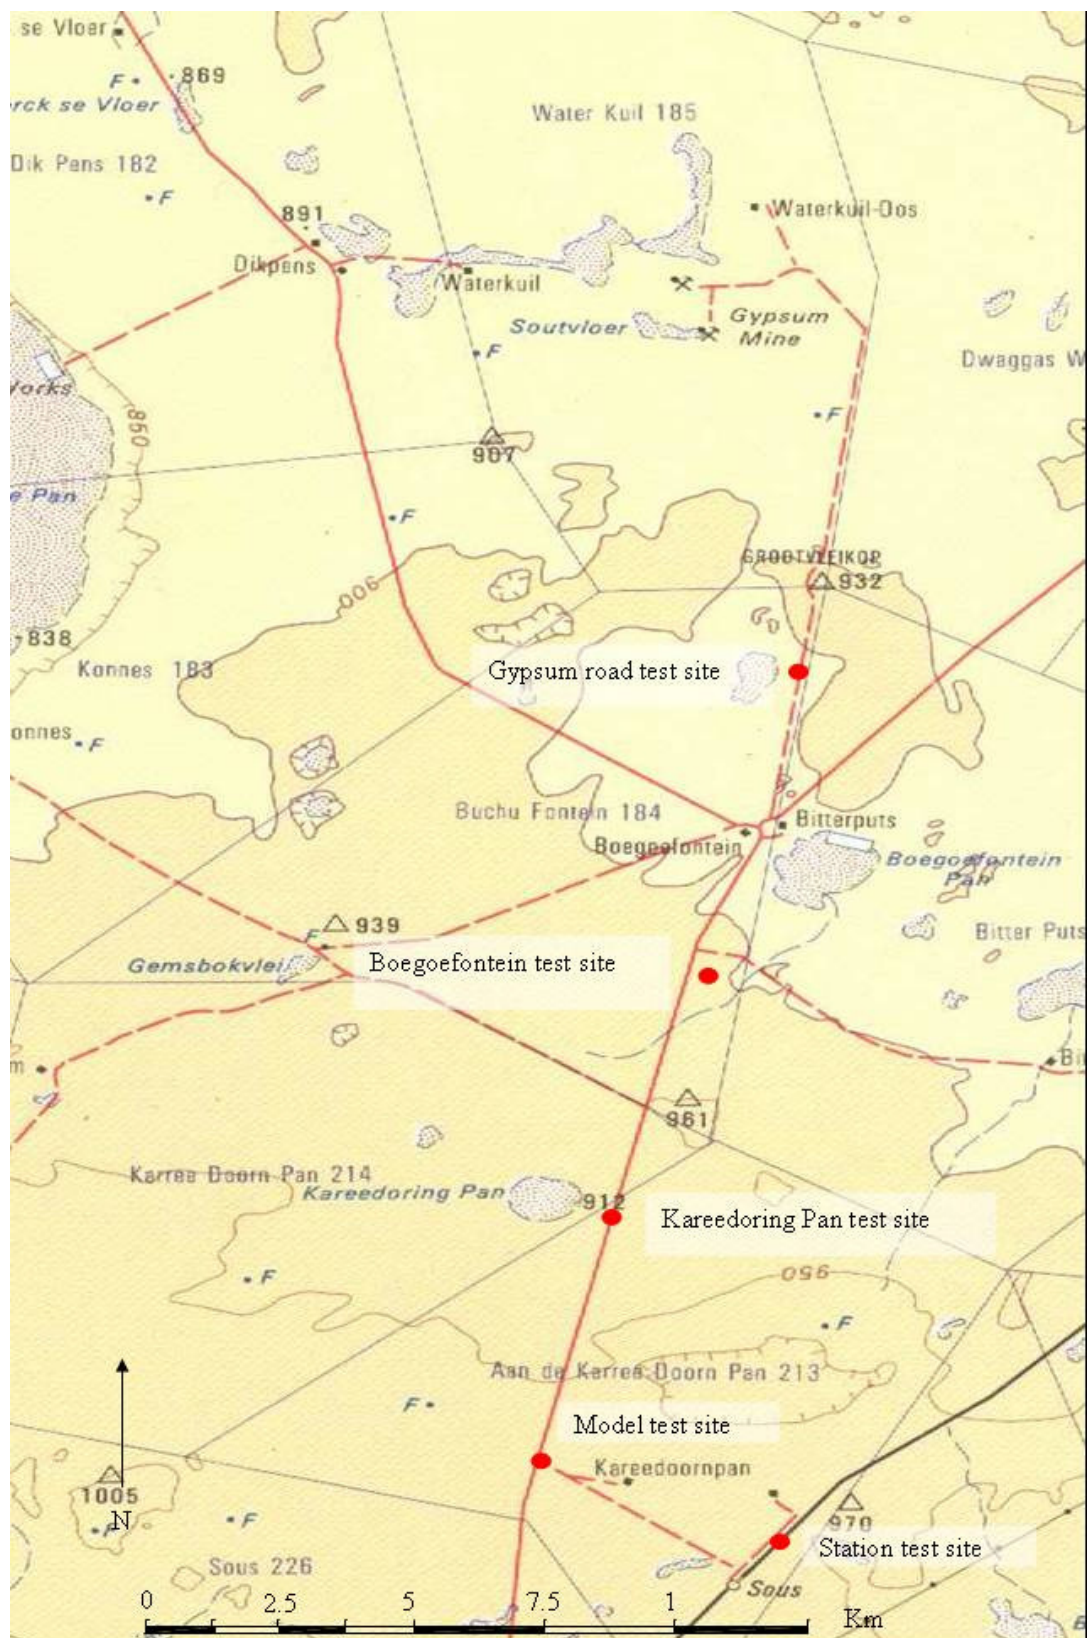 se Vloer
F
869
rck se Vloer
Water Kuil 185
Dik Pens 182
F
Waterkuil-Oos
891
Dikpens
Waterkuil
Soutvloer
Gypsum
Mine
F
Dwaggas W
orks
F
850
907
e Pan
F
GROOTVLEIKOP
932
900
838
Konnes 183
Gypsum road test site
onnes
F
Buchu Fontein 184
Bitterputs
Boegoefontein
Boegoefontein
Pan
939
F
Bitter Puts
Gemsbokvlei
Boegoefontein test site
m
Bi
961
Karree Doorn Pan 214
Kareedoring Pan
912
Kareedoring Pan test site
F
950
F
Aan de Karree Doorn Pan 213
F
Model test site
Kareedoornpan
1005
N
F
F
970
Station test site
Sous 226
Sous
0
2.5
5
7.5
1
Km